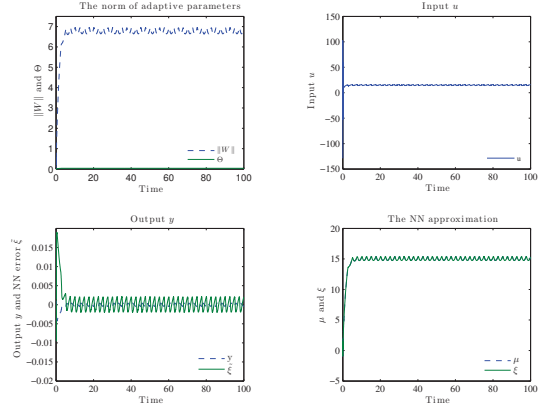 The norm of adaptive parameters
‖W‖ and Θ
7
6
5
4
3
2
1
0
0 20 40 60 80 100
Time
‖W‖
Θ
Input u
Input u
150
100
50
0
−50
−100
−150
0 20 40 60 80 100
Time
u
Output y
Output y and NN error ξ̃
0.015
0.01
0.005
0
−0.005
−0.01
−0.015
−0.02
0 20 40 60 80 100
Time
y
ξ̃
The NN approximation
μ and ξ
20
15
10
5
0
−5
0 20 40 60 80 100
Time
μ
ξ